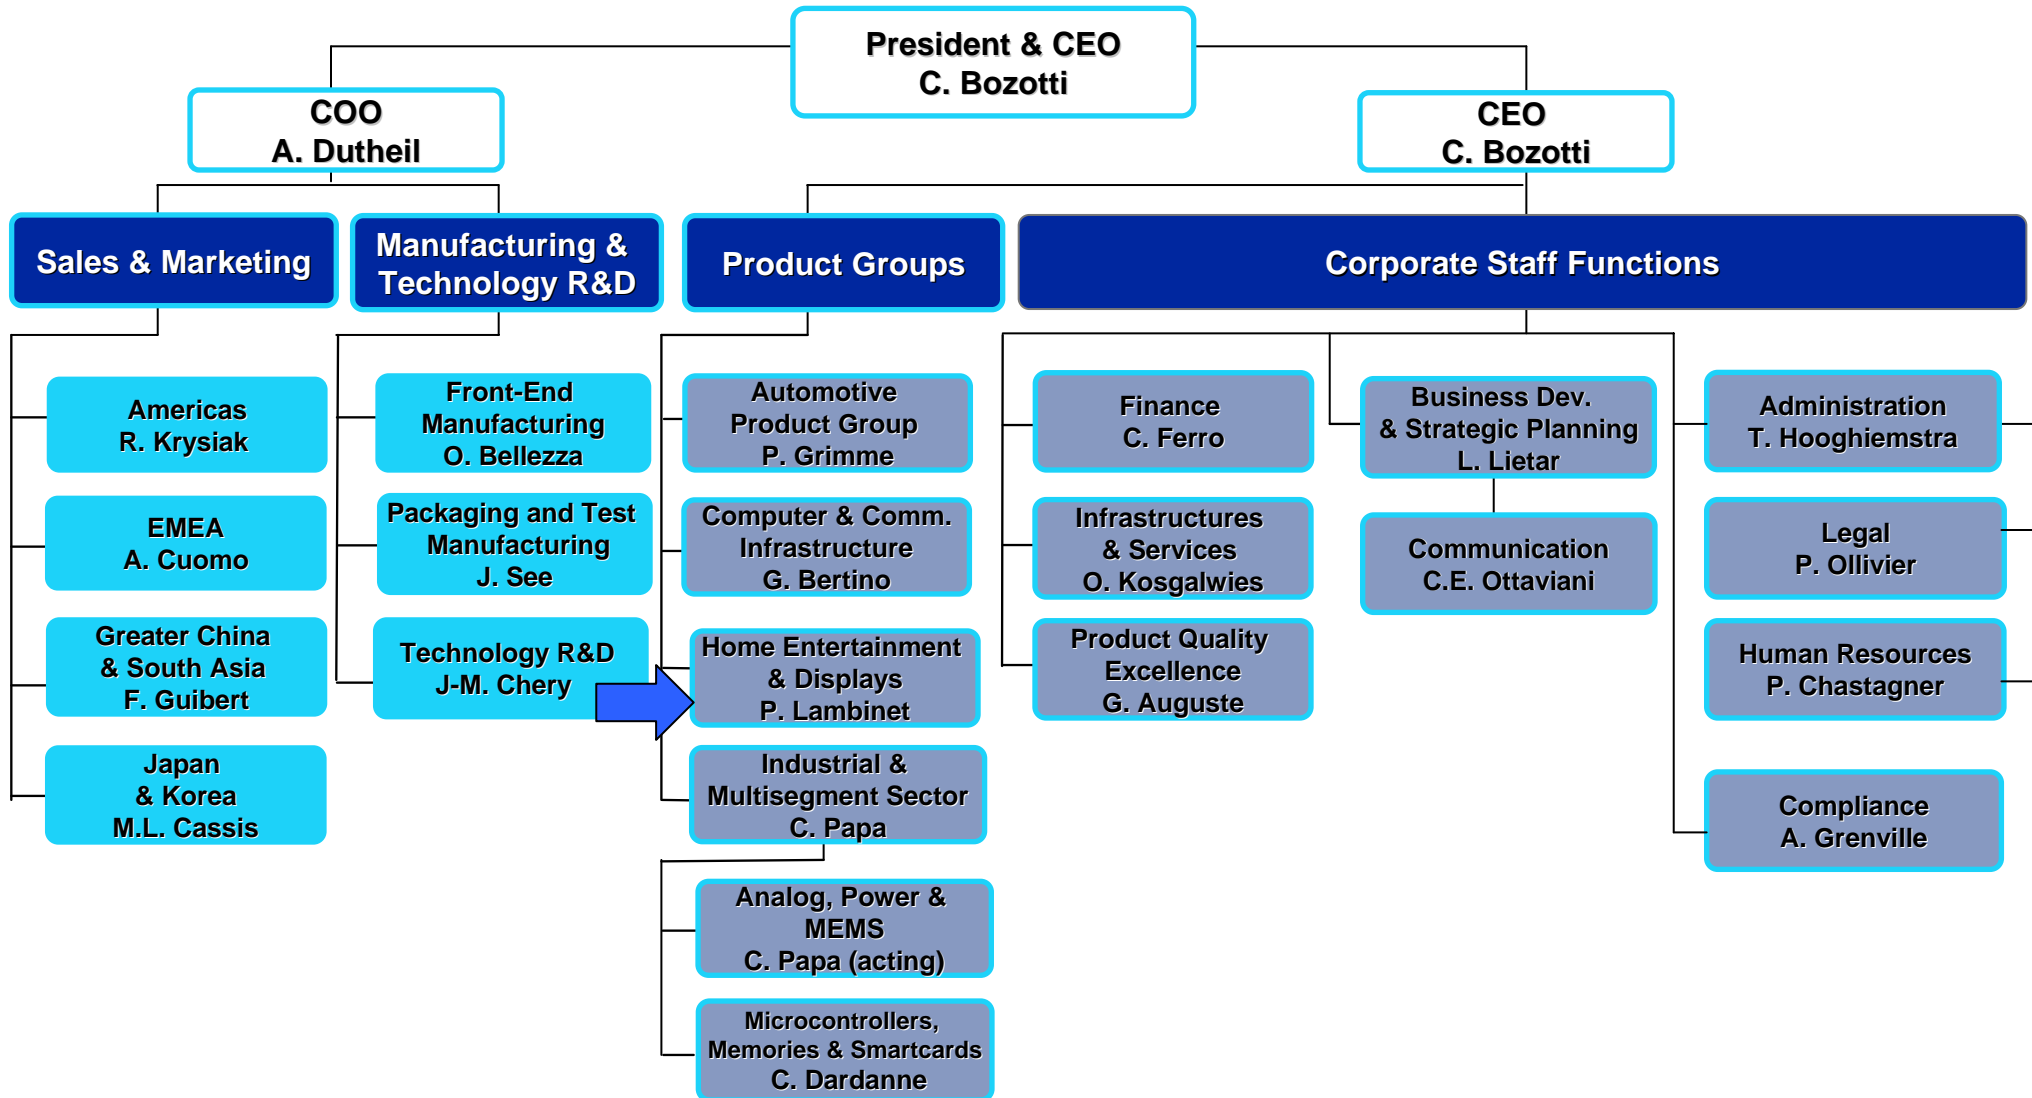 President & CEO
C. Bozotti
COO
A. Dutheil
CEO
C. Bozotti
Sales & Marketing
Manufacturing &
Technology R&D
Product Groups
Corporate Staff Functions
Americas
R. Krysiak
EMEA
A. Cuomo
Greater China
& South Asia
F. Guibert
Japan
& Korea
M.L. Cassis
Front-End
Manufacturing
O. Bellezza
Packaging and Test
Manufacturing
J. See
Technology R&D
J-M. Chery
Automotive
Product Group
P. Grimme
Computer & Comm.
Infrastructure
G. Bertino
Home Entertainment
& Displays
P. Lambinet
Industrial &
Multisegment Sector
C. Papa
Analog, Power &
MEMS
C. Papa (acting)
Microcontrollers,
Memories & Smartcards
C. Dardanne
Finance
C. Ferro
Infrastructures
& Services
O. Kosgalwies
Product Quality
Excellence
G. Auguste
Business Dev.
& Strategic Planning
L. Lietar
Communication
C.E. Ottaviani
Administration
T. Hooghiemstra
Legal
P. Ollivier
Human Resources
P. Chastagner
Compliance
A. Grenville